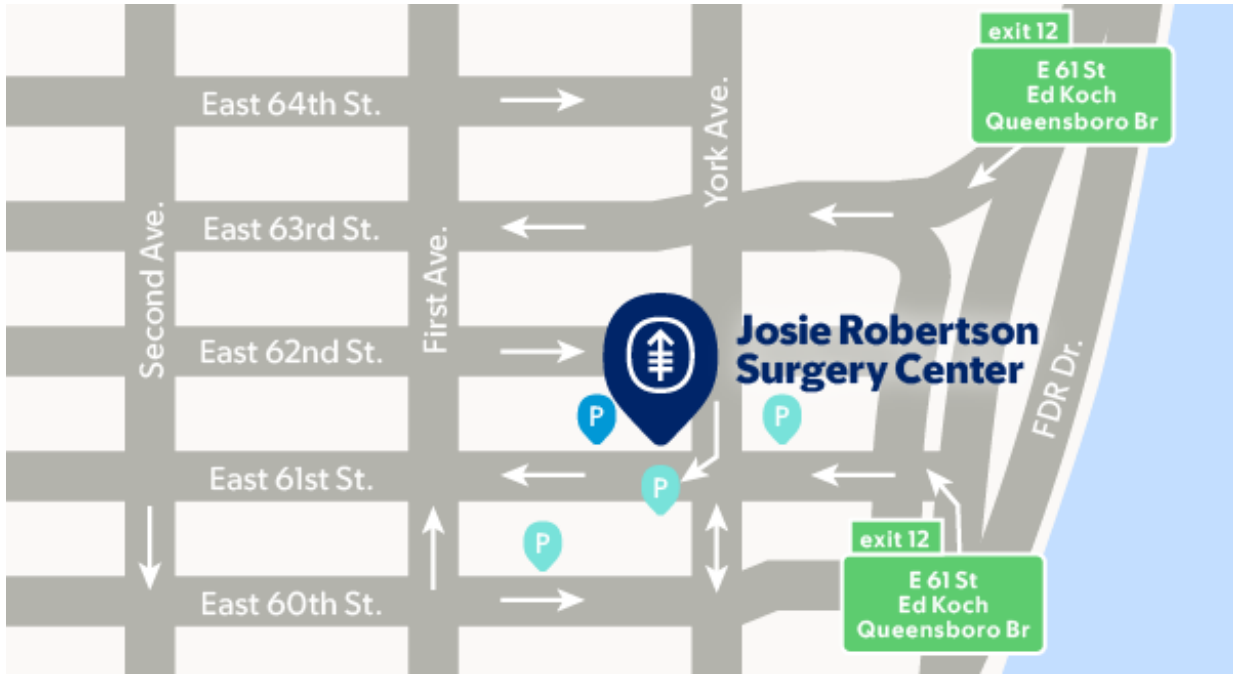 exit 12
E 61 St
Ed Koch
Queensboro Br
East 64th St.
York Ave.
East 63rd St.
Second Ave.
First Ave.
East 62nd St.
Josie Robertson
Surgery Center
FDR Dr.
P
P
East 61st St.
P
P
exit 12
E 61 St
Ed Koch
Queensboro Br
East 60th St.